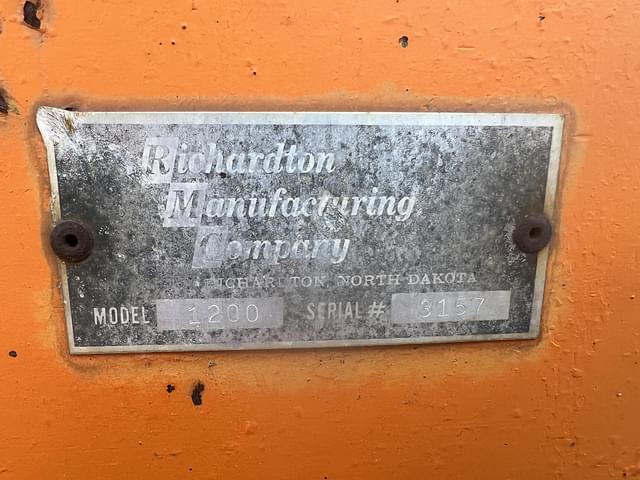 Richardton
Manufacturing
Company
RICHARDTON, NORTH DAKOTA
MODEL 1200 SERIAL # 3157